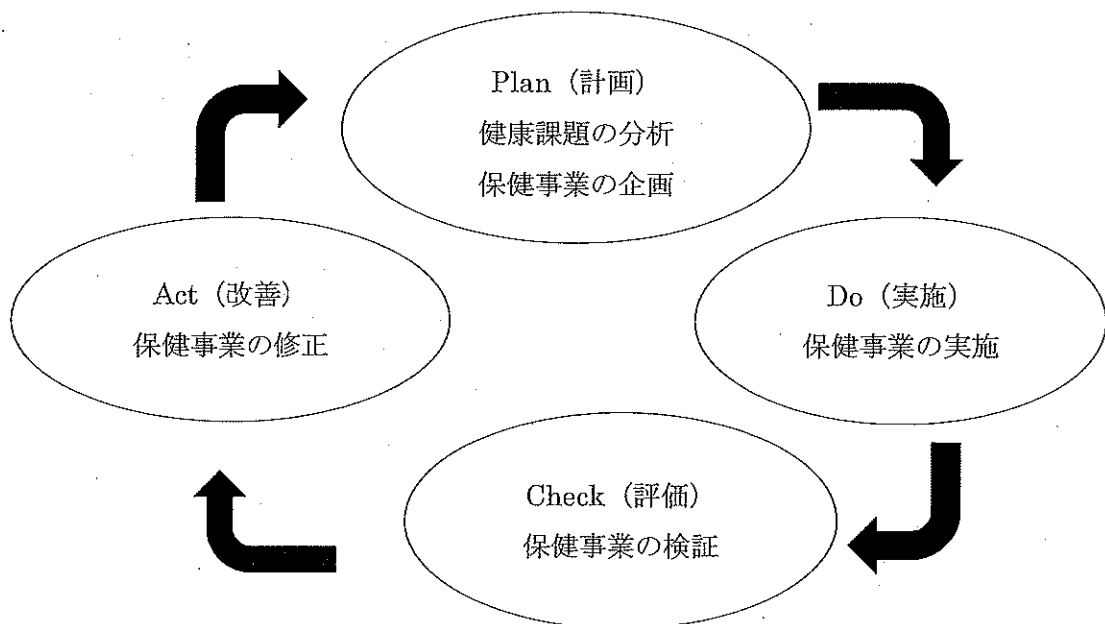 Plan（計画）
健康課題の分析
保健事業の企画
Act（改善）
保健事業の修正
Do（実施）
保健事業の実施
Check（評価）
保健事業の検証